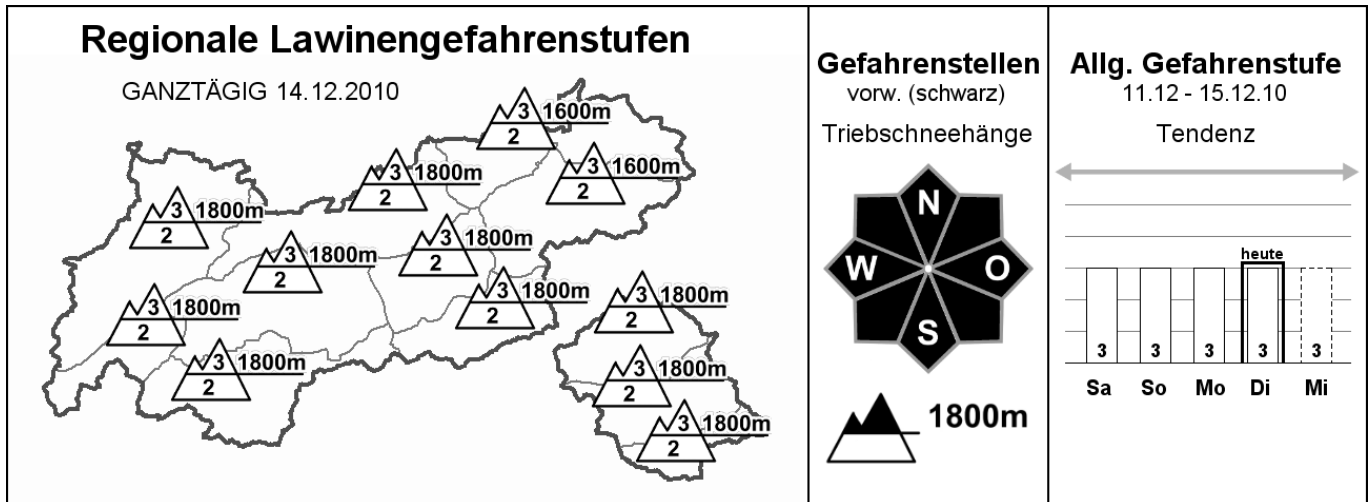 Regionale Lawinengefahrenstufen
GANZTÄGIG 14.12.2010
3 1600m
2
3 1800m
2
3 1600m
2
3 1800m
2
3 1800m
2
3 1800m
2
3 1800m
2
3 1800m
2
3 1800m
2
3 1800m
2
3 1800m
2
3 1800m
2
Gefahrenstellen
vorw. (schwarz)
Triebschneehänge
N
W O
S
1800m
Allg. Gefahrenstufe
11.12 - 15.12.10
Tendenz
heute
3 3 3 3 3
Sa So Mo Di Mi